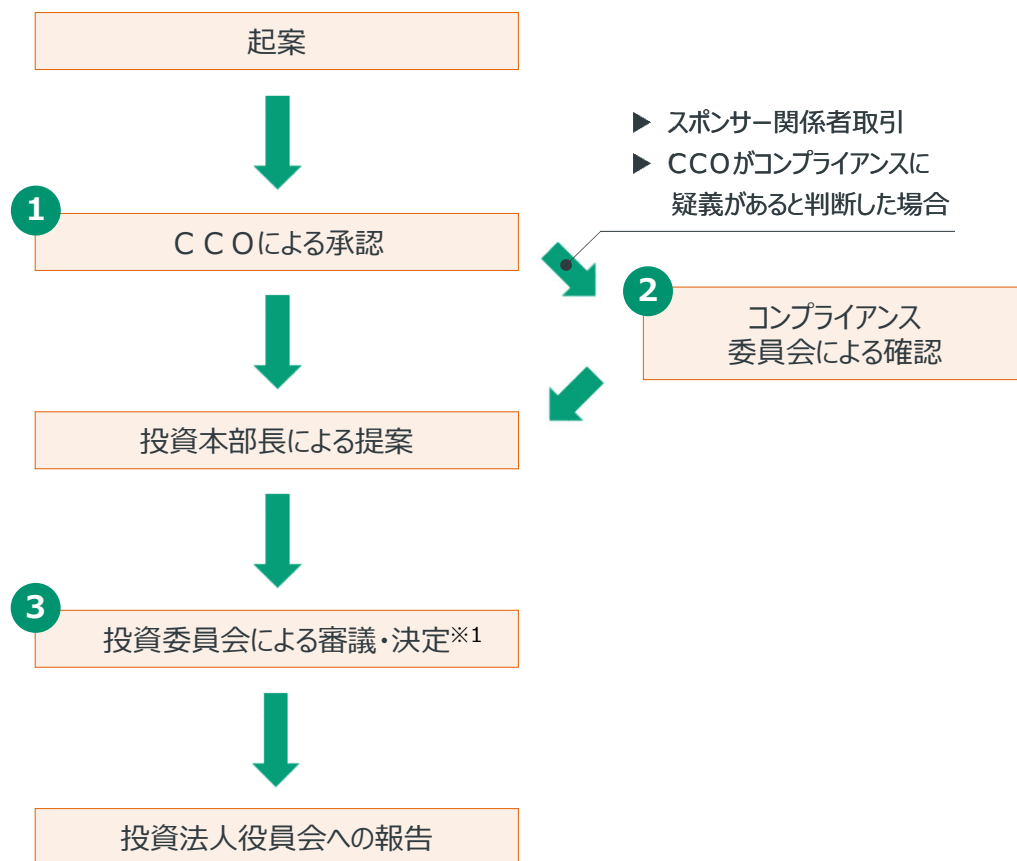 起案
▶ スポンサー関係者取引
▶ CCOがコンプライアンスに
疑義があると判断した場合
1
CCOによる承認
2
コンプライアンス
委員会による確認
投資本部長による提案
3
投資委員会による審議・決定※1
投資法人役員会への報告